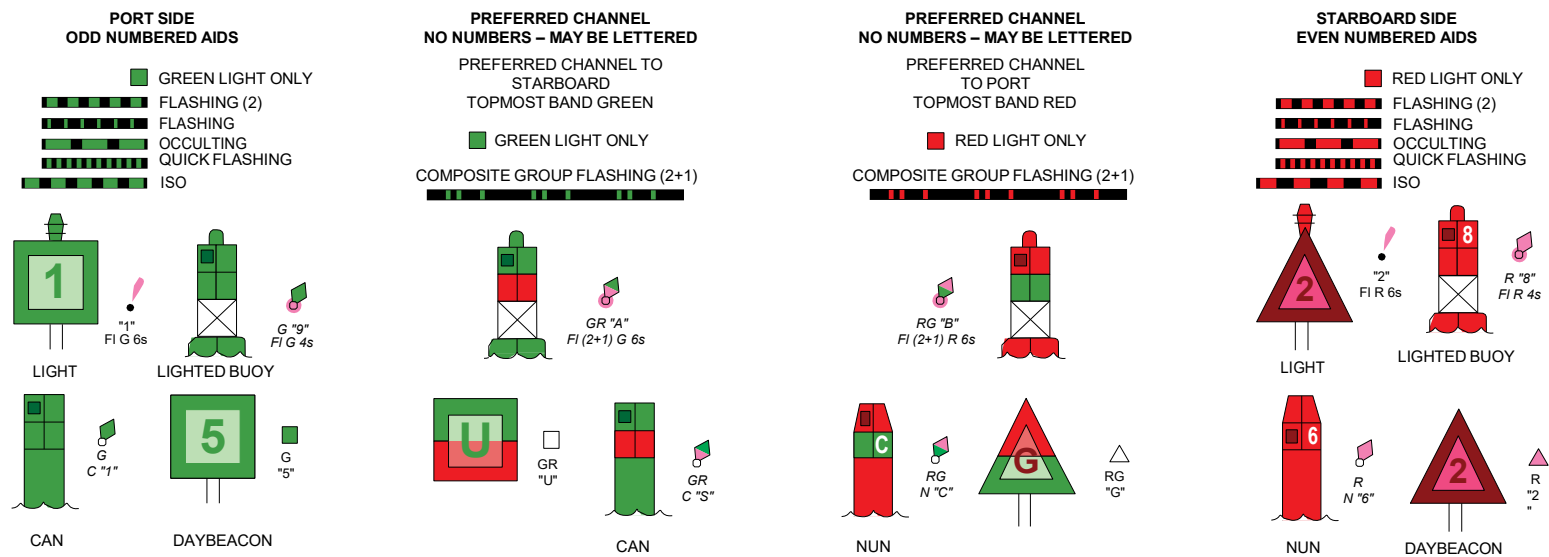 PORT SIDE
ODD NUMBERED AIDS
GREEN LIGHT ONLY
FLASHING (2)
FLASHING
OCCULTING
QUICK FLASHING
ISO
1
"1"
Fl G 6s
LIGHT
G "9"
Fl G 4s
LIGHTED BUOY
G
C "1"
CAN
5
G
"5"
DAYBEACON
PREFERRED CHANNEL
NO NUMBERS – MAY BE LETTERED
PREFERRED CHANNEL TO
STARBOARD
TOPMOST BAND GREEN
GREEN LIGHT ONLY
COMPOSITE GROUP FLASHING (2+1)
GR "A"
Fl (2+1) G 6s
U
GR
"U"
GR
C "S"
CAN
PREFERRED CHANNEL
NO NUMBERS – MAY BE LETTERED
PREFERRED CHANNEL
TO PORT
TOPMOST BAND RED
RED LIGHT ONLY
COMPOSITE GROUP FLASHING (2+1)
RG "B"
Fl (2+1) R 6s
C
RG
N "C"
NUN
G
RG
"G"
STARBOARD SIDE
EVEN NUMBERED AIDS
RED LIGHT ONLY
FLASHING (2)
FLASHING
OCCULTING
QUICK FLASHING
ISO
2
"2"
Fl R 6s
LIGHT
8
R "8"
Fl R 4s
LIGHTED BUOY
6
R
N "6"
NUN
2
R
"2
"
DAYBEACON